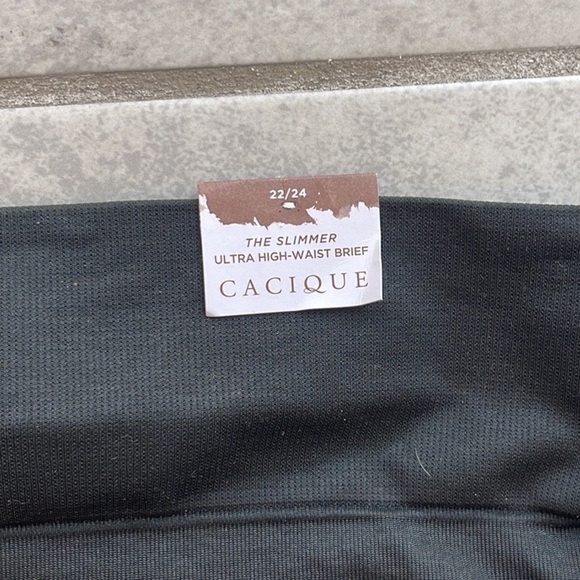 22/24
THE SLIMMER
ULTRA HIGH-WAIST BRIEF
CACIQUE